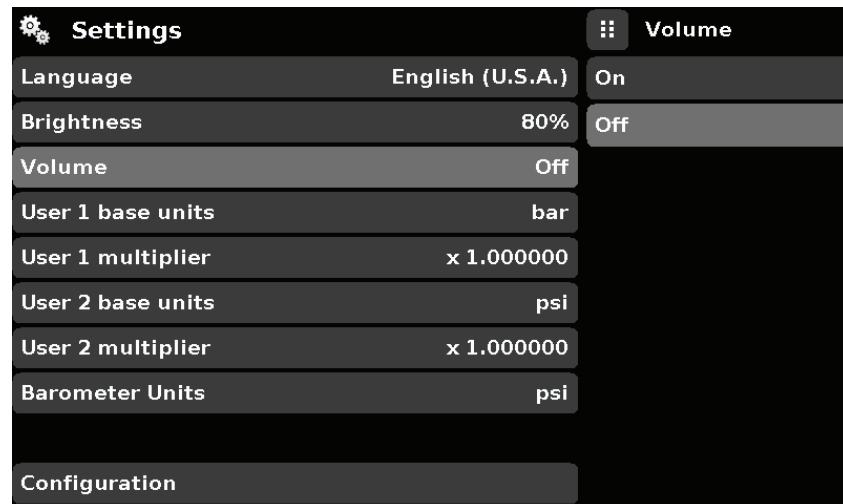 Settings
Language English (U.S.A.)
Brightness 80%
Volume Off
User 1 base units bar
User 1 multiplier x 1.000000
User 2 base units psi
User 2 multiplier x 1.000000
Barometer Units psi
Configuration
Volume
On
Off